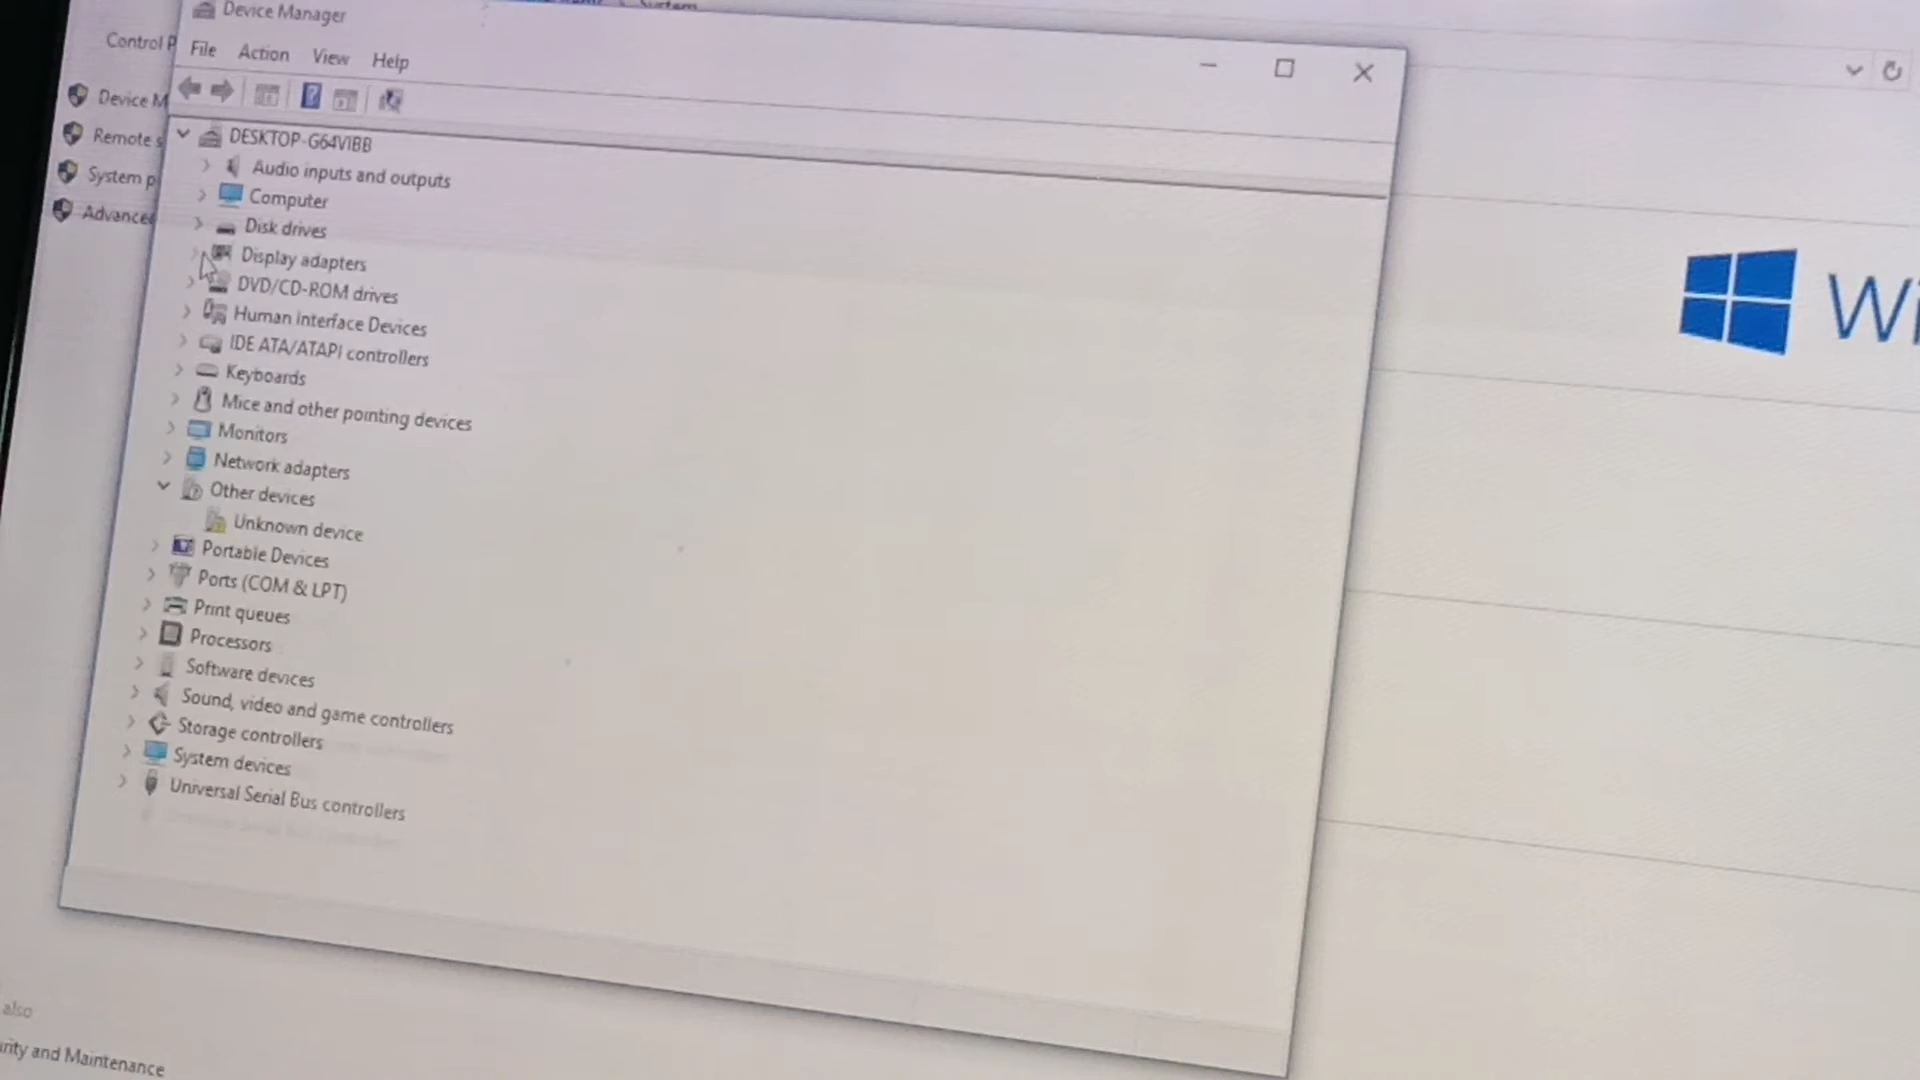 System
Device Manager
Control P
File Action View Help
Device M
Remote s
System p
Advanced
DESKTOP-G64VIBB
Audio inputs and outputs
Computer
Disk drives
Display adapters
DVD/CD-ROM drives
Human Interface Devices
IDE ATA/ATAPI controllers
Keyboards
Mice and other pointing devices
Monitors
Network adapters
Other devices
Unknown device
Portable Devices
Ports (COM & LPT)
Print queues
Processors
Software devices
Sound, video and game controllers
Storage controllers
System devices
Universal Serial Bus controllers
Wi
also
urity and Maintenance